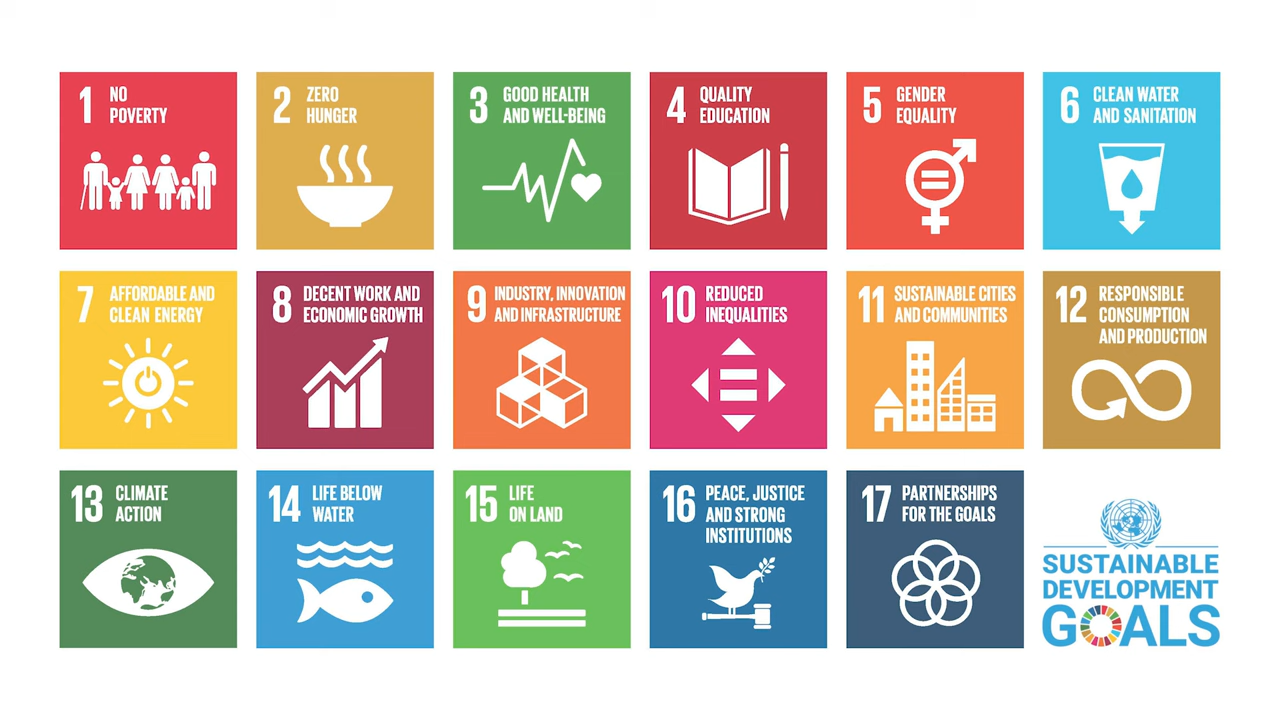 1 NO
POVERTY
2 ZERO
HUNGER
3 GOOD HEALTH
AND WELL-BEING
4 QUALITY
EDUCATION
5 GENDER
EQUALITY
6 CLEAN WATER
AND SANITATION
7 AFFORDABLE AND
CLEAN ENERGY
8 DECENT WORK AND
ECONOMIC GROWTH
9 INDUSTRY, INNOVATION
AND INFRASTRUCTURE
10 REDUCED
INEQUALITIES
11 SUSTAINABLE CITIES
AND COMMUNITIES
12 RESPONSIBLE
CONSUMPTION
AND PRODUCTION
13 CLIMATE
ACTION
14 LIFE BELOW
WATER
15 LIFE
ON LAND
16 PEACE, JUSTICE
AND STRONG
INSTITUTIONS
17 PARTNERSHIPS
FOR THE GOALS
SUSTAINABLE
DEVELOPMENT
GOALS